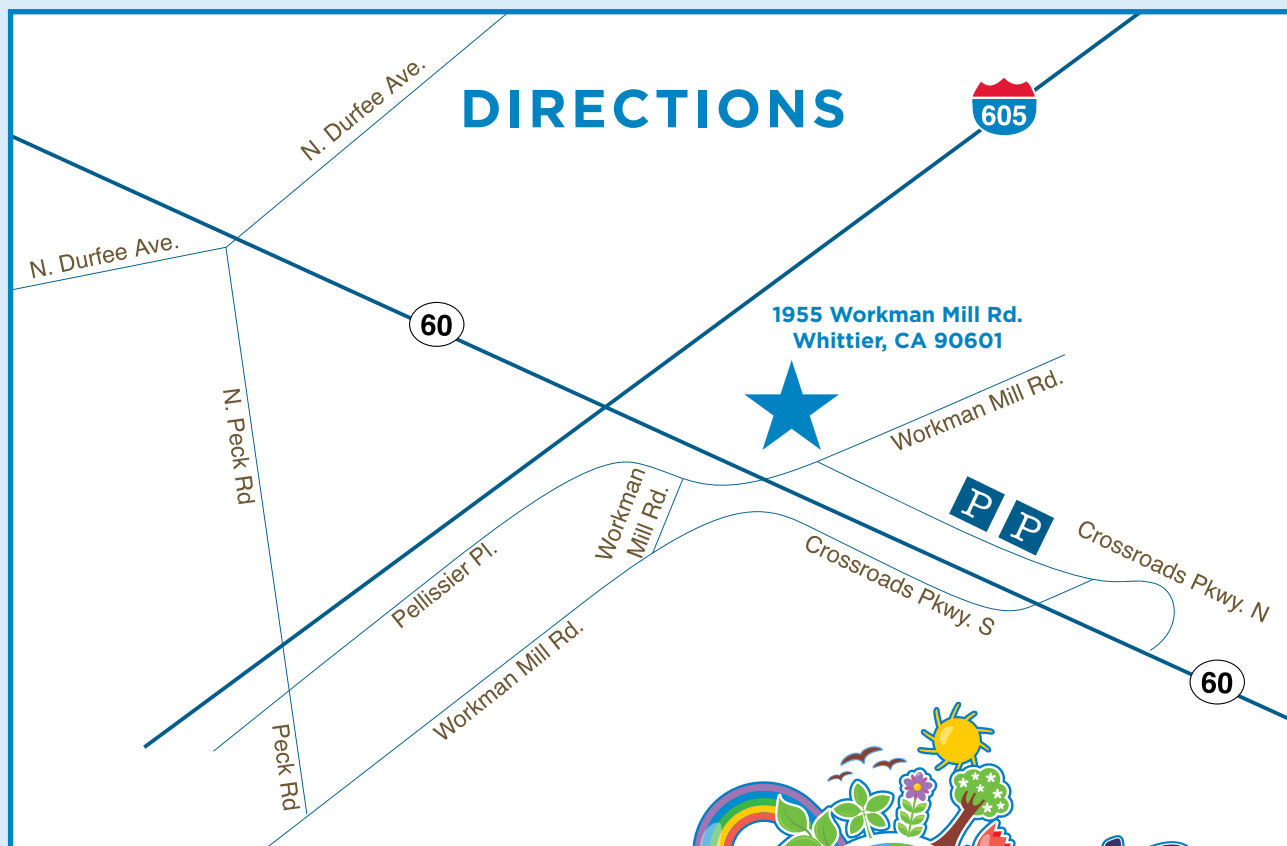 DIRECTIONS
605
N. Durfee Ave.
N. Durfee Ave.
60
1955 Workman Mill Rd.
Whittier, CA 90601
Workman Mill Rd.
N. Peck Rd
Workman
Mill Rd.
P P
Crossroads Pkwy. N
Crossroads Pkwy. S
Pellissier Pl.
Workman Mill Rd.
60
Peck Rd